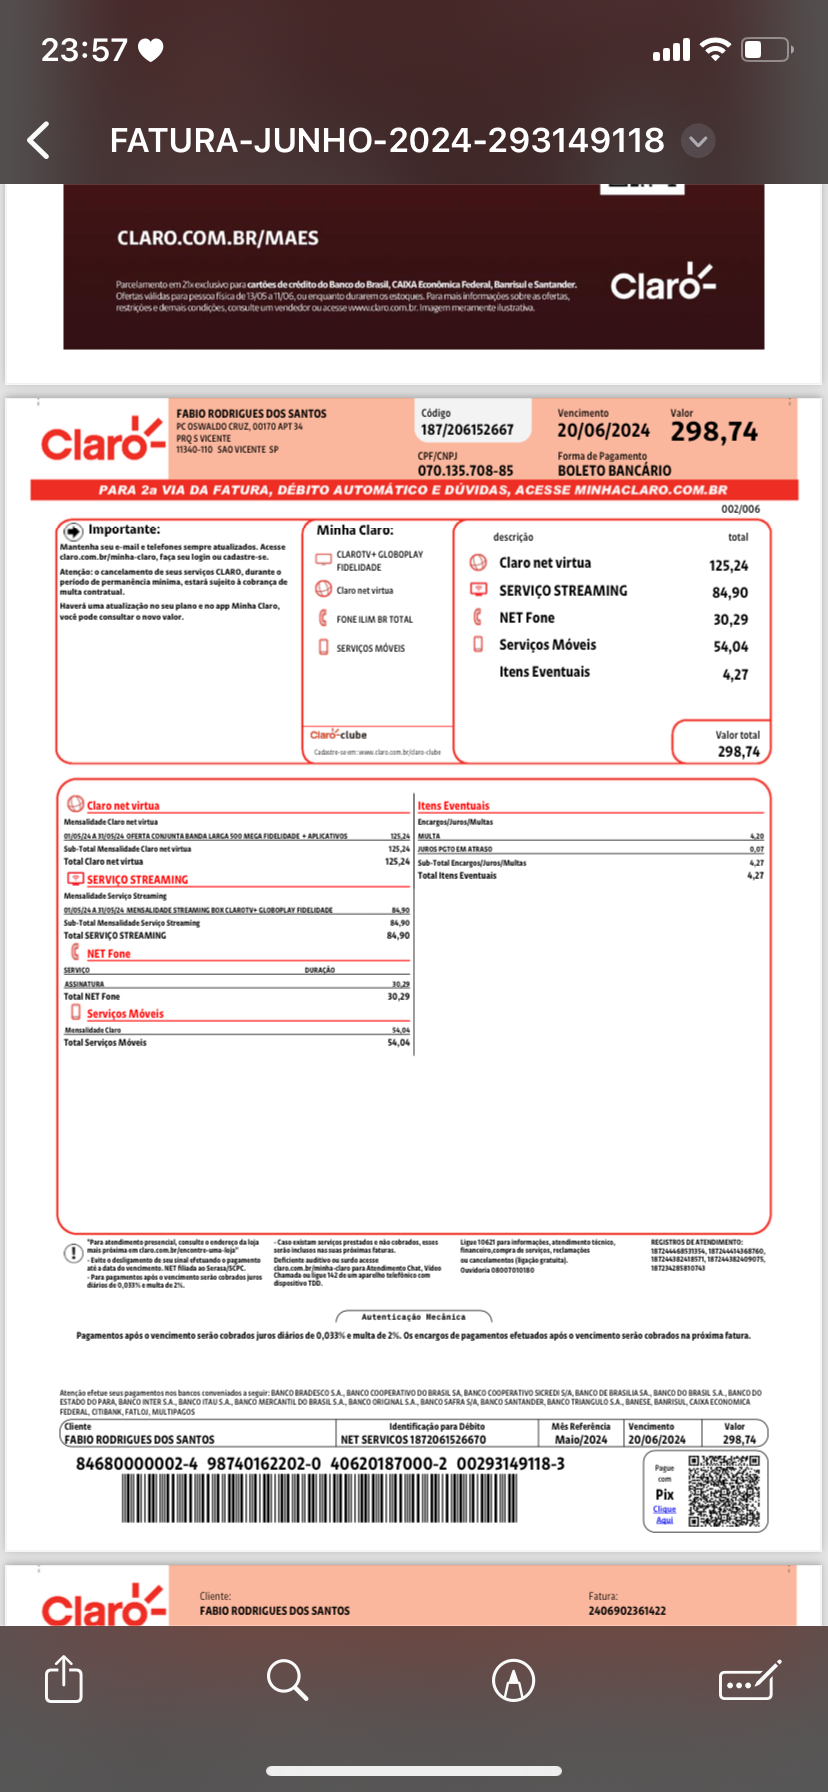 23:57
FATURA-JUNHO-2024-293149118
CLARO.COM.BR/MAES
Parcelamento em 21x exclusivo para cartões de crédito do Banco do Brasil, CAIXA Econômica Federal, Banrisul e Santander.
Ofertas válidas para pessoa física de 13/05 a 11/06, ou enquanto durarem os estoques. Para mais informações sobre as ofertas,
restrições e demais condições, consulte um vendedor ou acesse www.claro.com.br. Imagem meramente ilustrativa.
Claro
Claro
FABIO RODRIGUES DOS SANTOS
PC OSWALDO CRUZ, 00170 APT 34
PRQ S VICENTE
11340-110 SAO VICENTE SP
Código
187/206152667
CPF/CNPJ
070.135.708-85
Vencimento
20/06/2024
Valor
298,74
Forma de Pagamento
BOLETO BANCÁRIO
PARA 2a VIA DA FATURA, DÉBITO AUTOMÁTICO E DÚVIDAS, ACESSE MINHACLARO.COM.BR
002/006
Importante:
Mantenha seu e-mail e telefones sempre atualizados. Acesse
claro.com.br/minha-claro, faça seu login ou cadastre-se.
Atenção: o cancelamento de seus serviços CLARO, durante o
período de permanência mínima, estará sujeito à cobrança de
multa contratual.
Haverá uma atualização no seu plano e no app Minha Claro,
você pode consultar o novo valor.
Minha Claro:
CLAROTV+ GLOBOPLAY
FIDELIDADE
Claro net virtua
FONE ILIM BR TOTAL
SERVIÇOS MÓVEIS
Claro-clube
Cadastre-se em: www.claro.com.br/claro-clube
descrição total
Claro net virtua 125,24
SERVIÇO STREAMING 84,90
NET Fone 30,29
Serviços Móveis 54,04
Itens Eventuais 4,27
Valor total
298,74
Claro net virtua
Mensalidade Claro net virtua
01/05/24 A 31/05/24 OFERTA CONJUNTA BANDA LARGA 500 MEGA FIDELIDADE + APLICATIVOS 125,24
Sub-Total Mensalidade Claro net virtua 125,24
Total Claro net virtua 125,24
SERVIÇO STREAMING
Mensalidade Serviço Streaming
01/05/24 A 31/05/24 MENSALIDADE STREAMING BOX CLAROTV+ GLOBOPLAY FIDELIDADE 84,90
Sub-Total Mensalidade Serviço Streaming 84,90
Total SERVIÇO STREAMING 84,90
NET Fone
SERVIÇO DURAÇÃO
ASSINATURA 30,29
Total NET Fone 30,29
Serviços Móveis
Mensalidade Claro 54,04
Total Serviços Móveis 54,04
Itens Eventuais
Encargos/Juros/Multas
MULTA 4,20
JUROS PGTO EM ATRASO 0,07
Sub-Total Encargos/Juros/Multas 4,27
Total Itens Eventuais 4,27
"Para atendimento presencial, consulte o endereço da loja
mais próxima em claro.com.br/encontre-uma-loja"
- Evite o desligamento de seu sinal efetuando o pagamento
até a data do vencimento. NET filiada ao Serasa/SCPC.
- Para pagamentos após o vencimento serão cobrados juros
diários de 0,033% e multa de 2%.
- Caso existam serviços prestados e não cobrados, esses
serão inclusos nas suas próximas faturas.
Deficiente auditivo ou surdo acesse
claro.com.br/minha-claro para Atendimento Chat, Vídeo
Chamada ou ligue 142 de um aparelho telefônico com
dispositivo TDD.
Ligue 10621 para informações, atendimento técnico,
financeiro,compra de serviços, reclamações
ou cancelamentos (ligação gratuita).
Ouvidoria 08007010180
REGISTROS DE ATENDIMENTO:
187244468531354, 187244414368760,
187244382418571, 187244382409075,
187234285810743
Autenticação Mecânica
Pagamentos após o vencimento serão cobrados juros diários de 0,033% e multa de 2%. Os encargos de pagamentos efetuados após o vencimento serão cobrados na próxima fatura.
Atenção efetue seus pagamentos nos bancos conveniados a seguir: BANCO BRADESCO S.A., BANCO COOPERATIVO DO BRASIL SA, BANCO COOPERATIVO SICREDI S/A, BANCO DE BRASILIA SA., BANCO DO BRASIL S.A., BANCO DO
ESTADO DO PARA, BANCO INTER S.A., BANCO ITAU S.A., BANCO MERCANTIL DO BRASIL S.A., BANCO ORIGINAL S.A., BANCO SAFRA S/A, BANCO SANTANDER, BANCO TRIANGULO S.A., BANESE, BANRISUL, CAIXA ECONOMICA
FEDERAL, CITIBANK, FATLOJ, MULTIPAGOS
Cliente
FABIO RODRIGUES DOS SANTOS
Identificação para Débito
NET SERVICOS 1872061526670
Mês Referência
Maio/2024
Vencimento
20/06/2024
Valor
298,74
84680000002-4 98740162202-0 40620187000-2 00293149118-3
Pague
com
Pix
Clique
Aqui
Claro
Cliente:
FABIO RODRIGUES DOS SANTOS
Fatura:
2406902361422